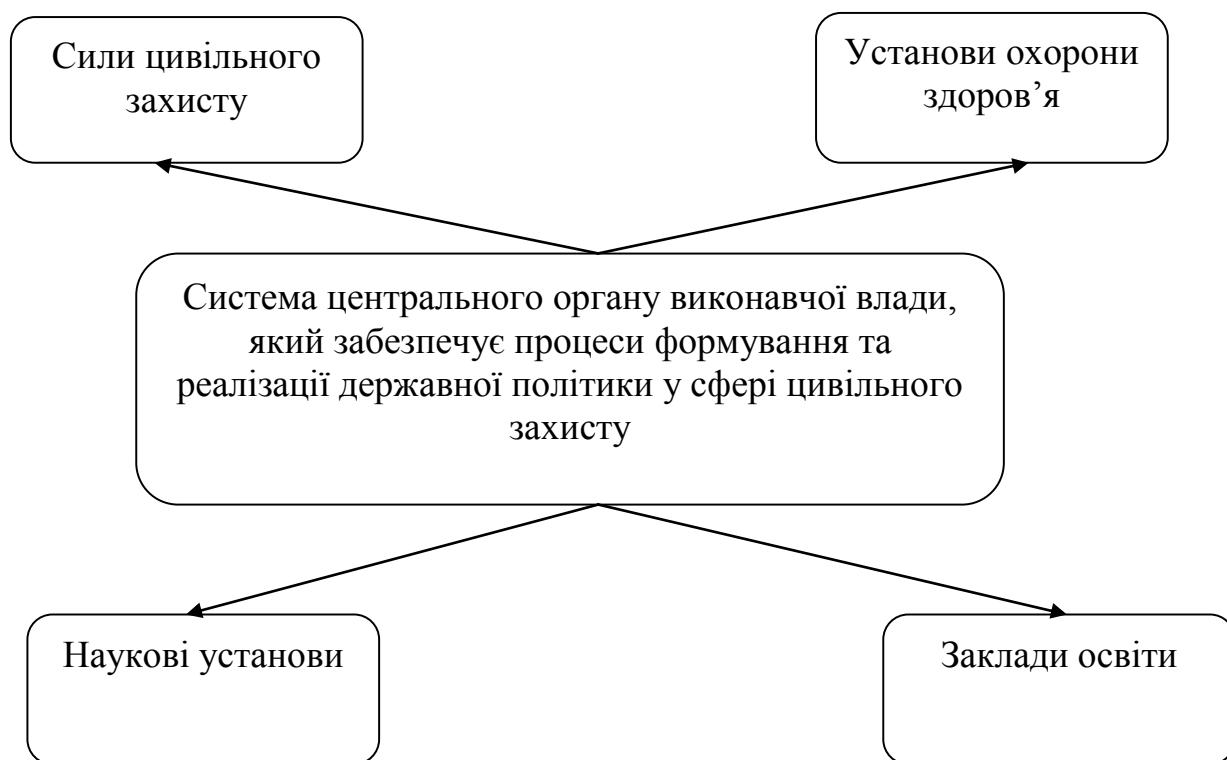 Сили цивільного
захисту
Установи охорони
здоров’я
Система центрального органу виконавчої влади,
який забезпечує процеси формування та
реалізації державної політики у сфері цивільного
захисту
Наукові установи
Заклади освіти